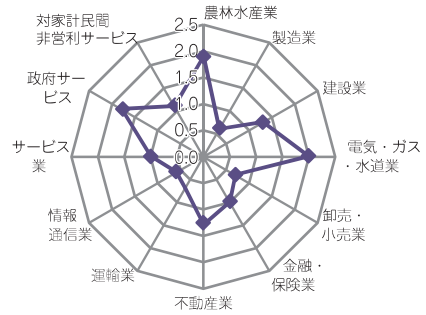 農林水産業
製造業
建設業
電気・ガス
・水道業
卸売・
小売業
金融・
保険業
不動産業
運輸業
情報
通信業
サービス
業
政府サー
ビス
対家計民間
非営利サービス
2.5
2.0
1.5
1.0
0.5
0.0